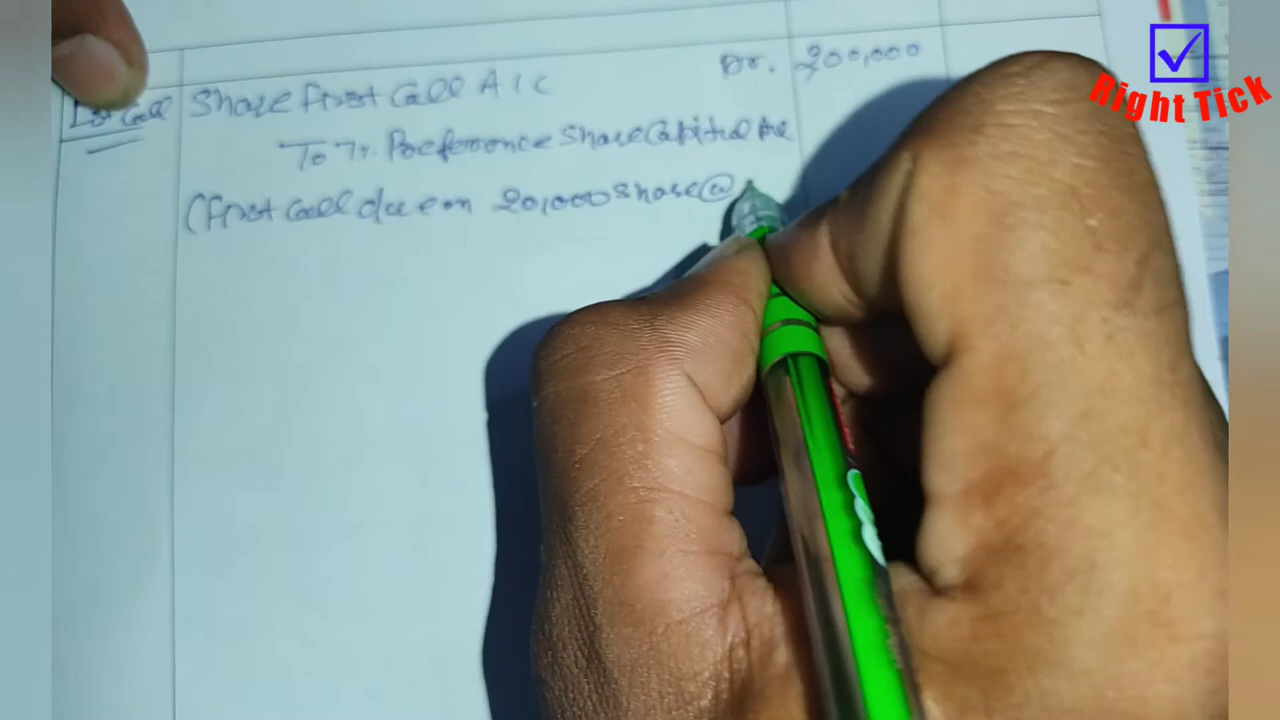 1st Call Share First Call A/C Dr. 200,000
To 7%. Preference Share Capital A/c
(First Call due on 20,000 Share @
Right Tick